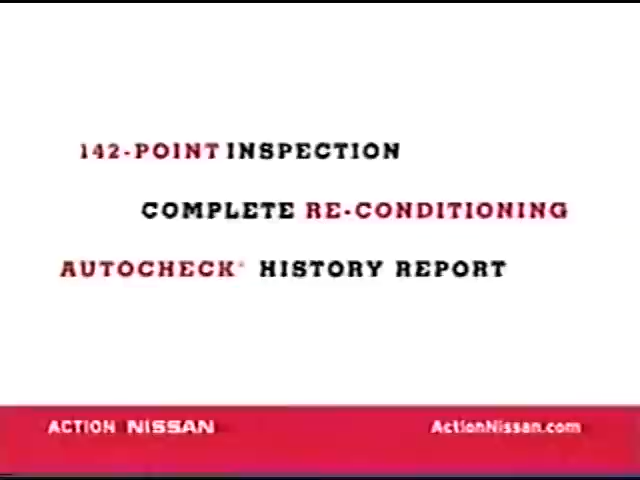 142-POINT INSPECTION
COMPLETE RE-CONDITIONING
AUTOCHECK® HISTORY REPORT
ACTION NISSAN ActionNissan.com